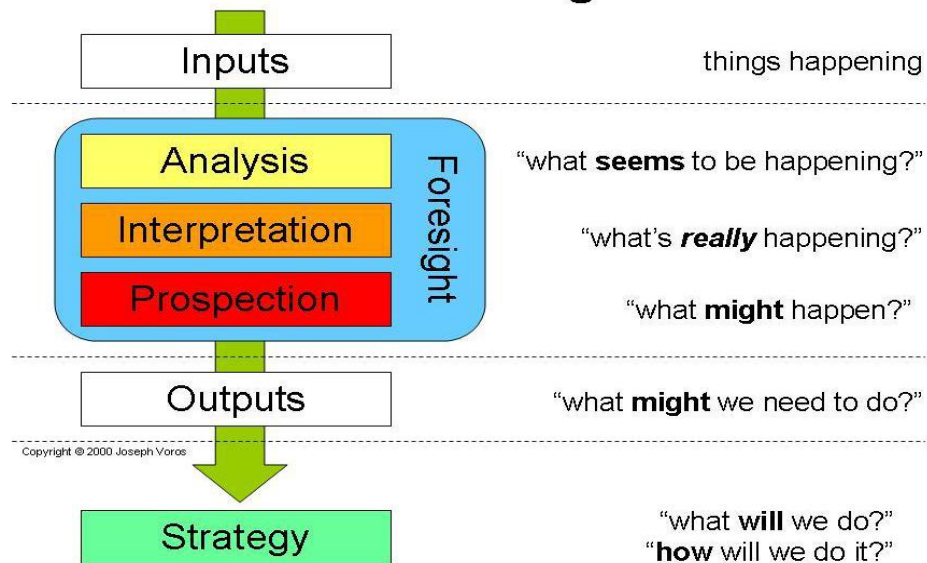 Inputs
things happening
Analysis
“what seems to be happening?”
Interpretation
“what's really happening?”
Prospection
“what might happen?”
Foresight
Outputs
“what might we need to do?”
Copyright © 2000 Joseph Voros
Strategy
“what will we do?”
“how will we do it?”